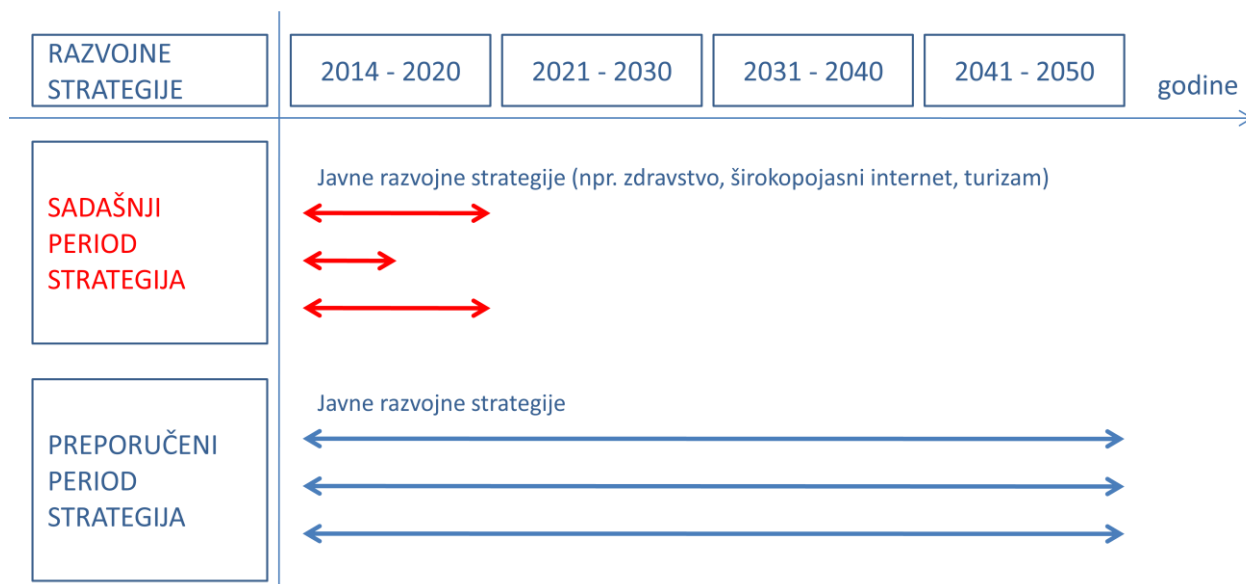 RAZVOJNE
STRATEGIJE
2014 - 2020
2021 - 2030
2031 - 2040
2041 - 2050
godine
SADAŠNJI
PERIOD
STRATEGIJA
Javne razvojne strategije (npr. zdravstvo, širokopojasni internet, turizam)
PREPORUČENI
PERIOD
STRATEGIJA
Javne razvojne strategije